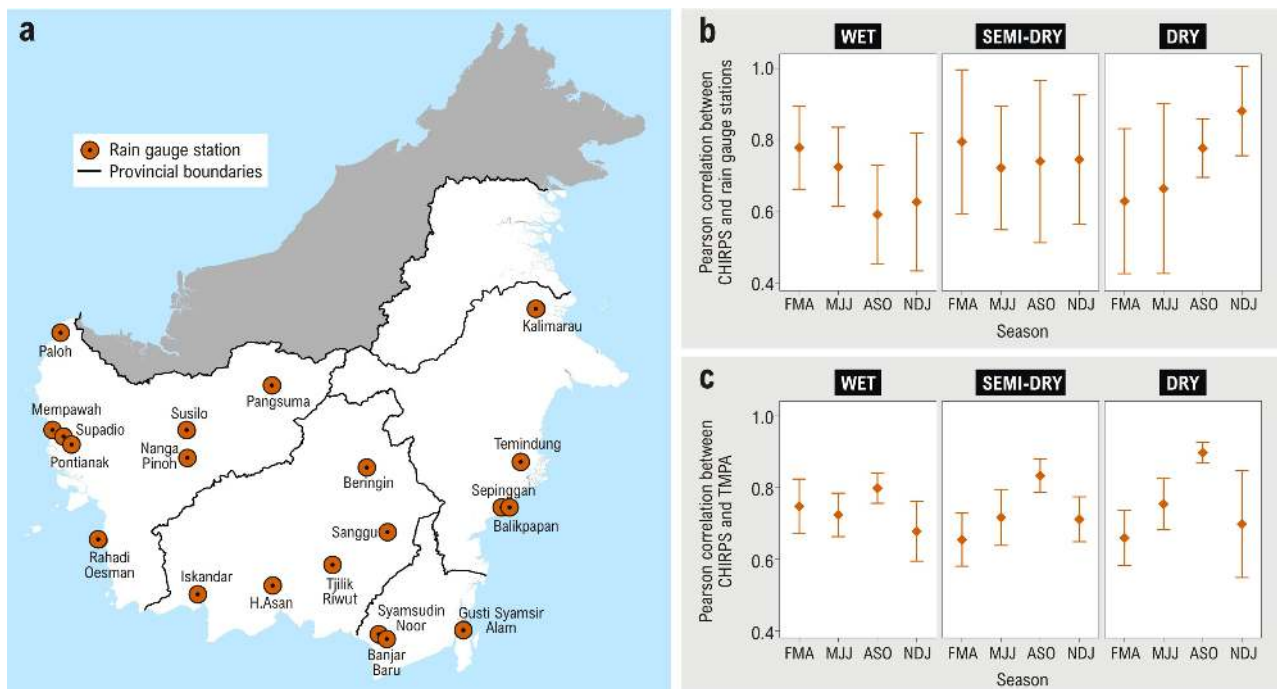 a
Rain gauge station
Provincial boundaries
Kalimarau
Paloh
Pangsuma
Mempawah
Susilo
Supadio
Pontianak
Nanga
Pinoh
Temindung
Beringin
Sepinggan
Balikpapan
Sanggu
Rahadi
Oesman
Iskandar
H.Asan
Tjilik
Riwut
Syamsudin
Noor
Gusti Syamsir
Alam
Banjar
Baru
b
WET SEMI-DRY DRY
Pearson correlation between
CHIRPS and rain gauge stations
1.0
0.8
0.6
0.4
FMA MJJ ASO NDJ FMA MJJ ASO NDJ FMA MJJ ASO NDJ
Season
c
WET SEMI-DRY DRY
Pearson correlation between
CHIRPS and TMPA
1.0
0.8
0.6
0.4
FMA MJJ ASO NDJ FMA MJJ ASO NDJ FMA MJJ ASO NDJ
Season